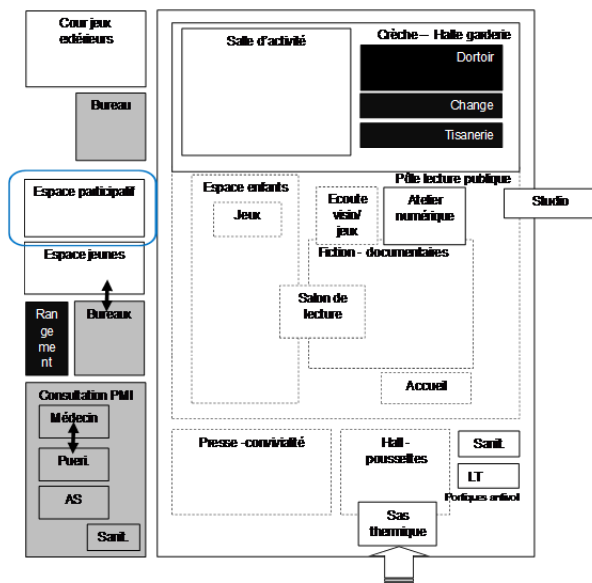 Cour jeux
extérieurs
Bureau
Espace participatif
Espace jeunes
Ran
ge
me
nt
Bureaux
Consultation PMI
Médecin
Pueri.
AS
Sanit.
Salle d'activité
Crèche – Halte garderie
Dortoir
Change
Tisanerie
Pôle lecture publique
Espace enfants
Jeux
Ecoute
visio/
jeux
Atelier
numérique
Studio
Fiction - documentaires
Salon de
lecture
Accueil
Presse -convivialité
Hall -
poussettes
Sanit.
LT
Portiques antivol
Sas
thermique